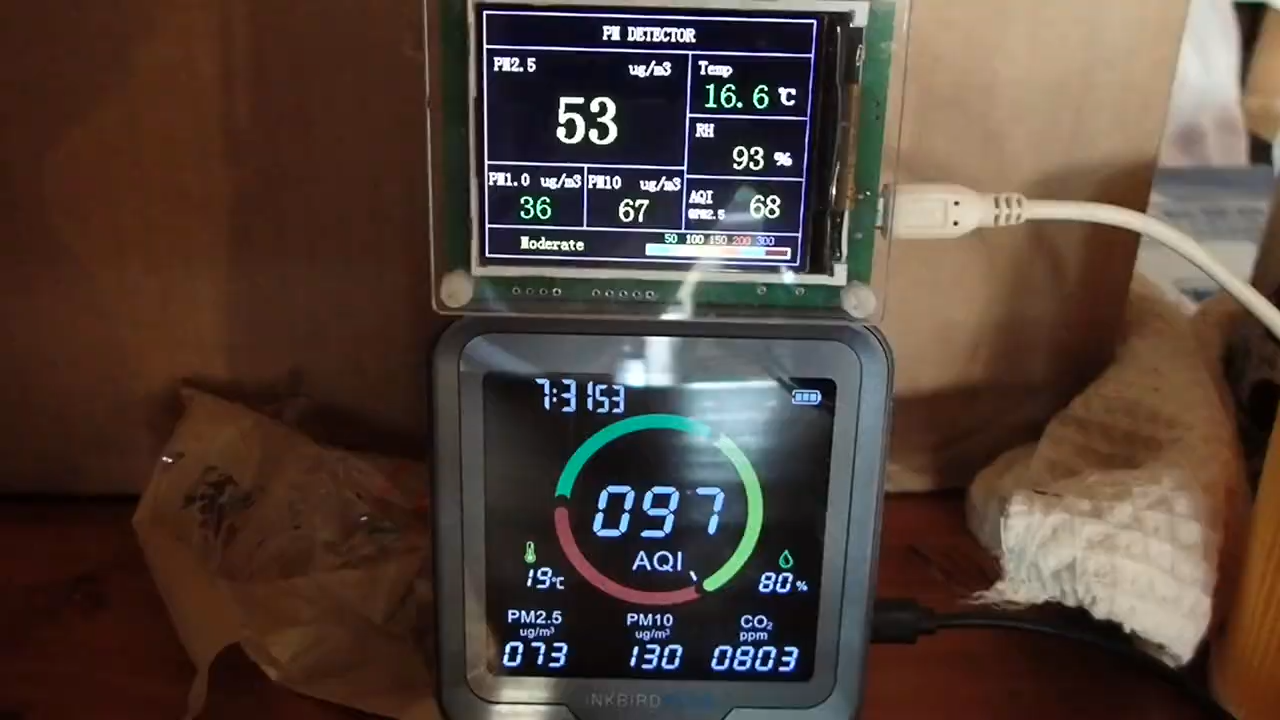 PM DETECTOR
PM2.5 ug/m3
53
Temp
16.6 ℃
RH
93 %
PM1.0 ug/m3
36
PM10 ug/m3
67
AQI
@PM2.5
68
Moderate
50 100 150 200 300
7:31 53
097
AQI
19℃
80%
PM2.5
ug/m³
073
PM10
ug/m³
130
CO₂
ppm
0803
INKBIRD